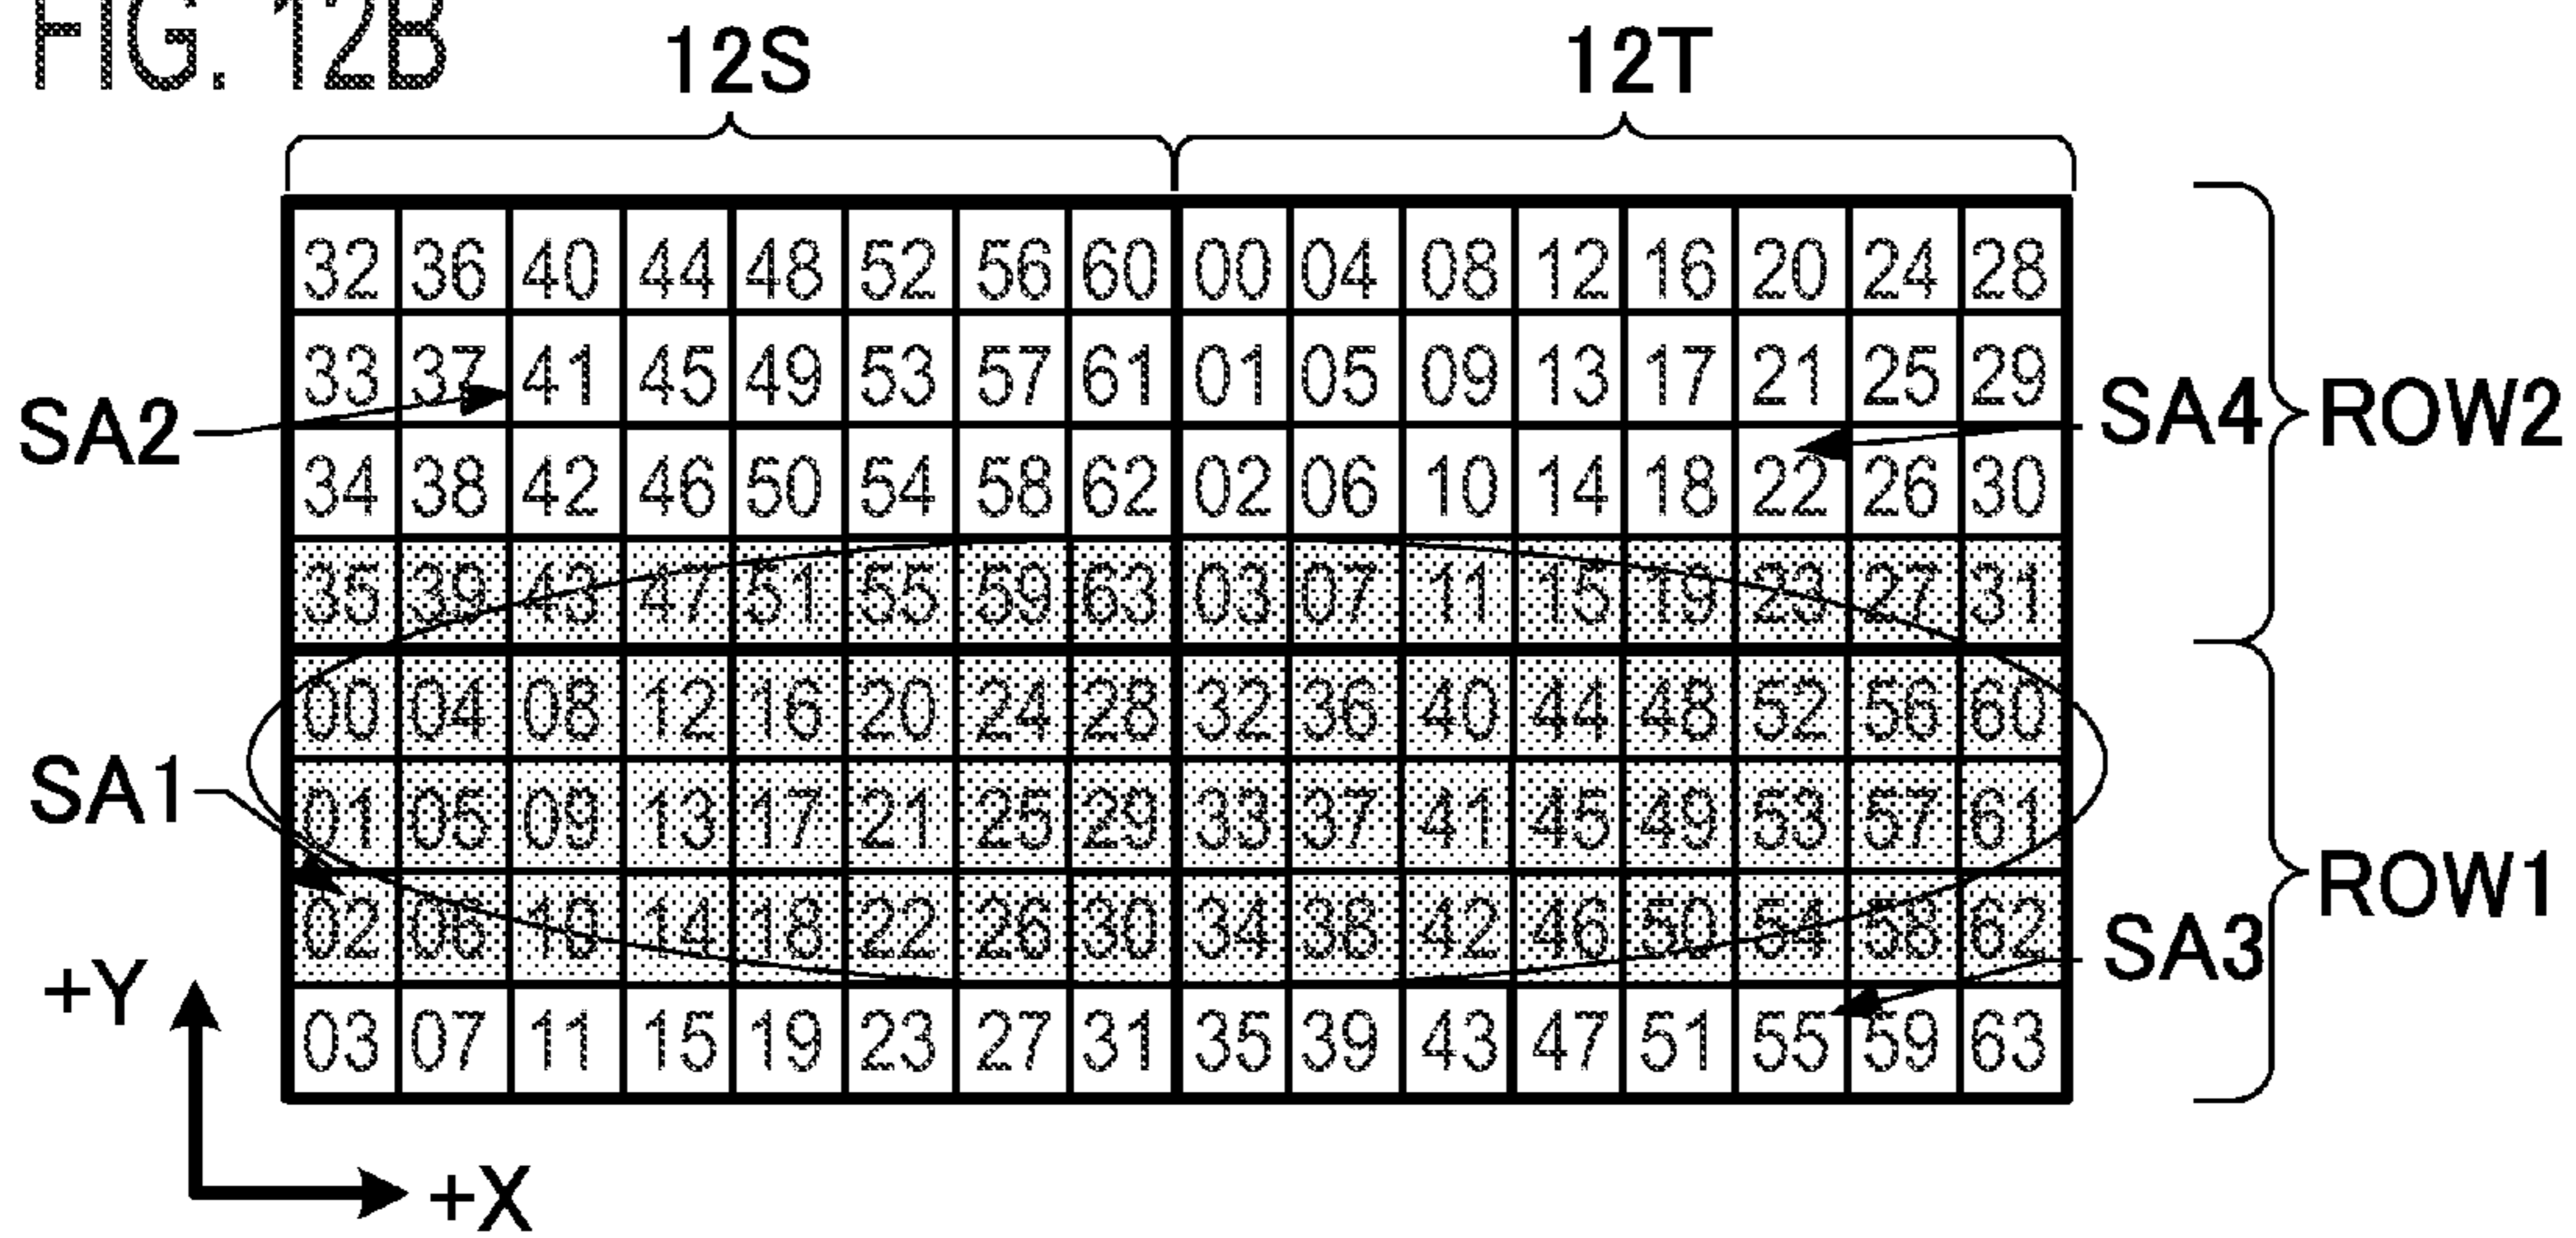 FIG. 12B
12S 12T
32 36 40 44 48 52 56 60 00 04 08 12 16 20 24 28
33 37 41 45 49 53 57 61 01 05 09 13 17 21 25 29
SA2 SA4 ROW2
34 38 42 46 50 54 58 62 02 06 10 14 18 22 26 30
35 39 43 47 51 55 59 63 03 07 11 15 19 23 27 31
00 04 08 12 16 20 24 28 32 36 40 44 48 52 56 60
SA1 01 05 09 13 17 21 25 29 33 37 41 45 49 53 57 61
ROW1
02 06 10 14 18 22 26 30 34 38 42 46 50 54 58 62
SA3
+Y
03 07 11 15 19 23 27 31 35 39 43 47 51 55 59 63
+X